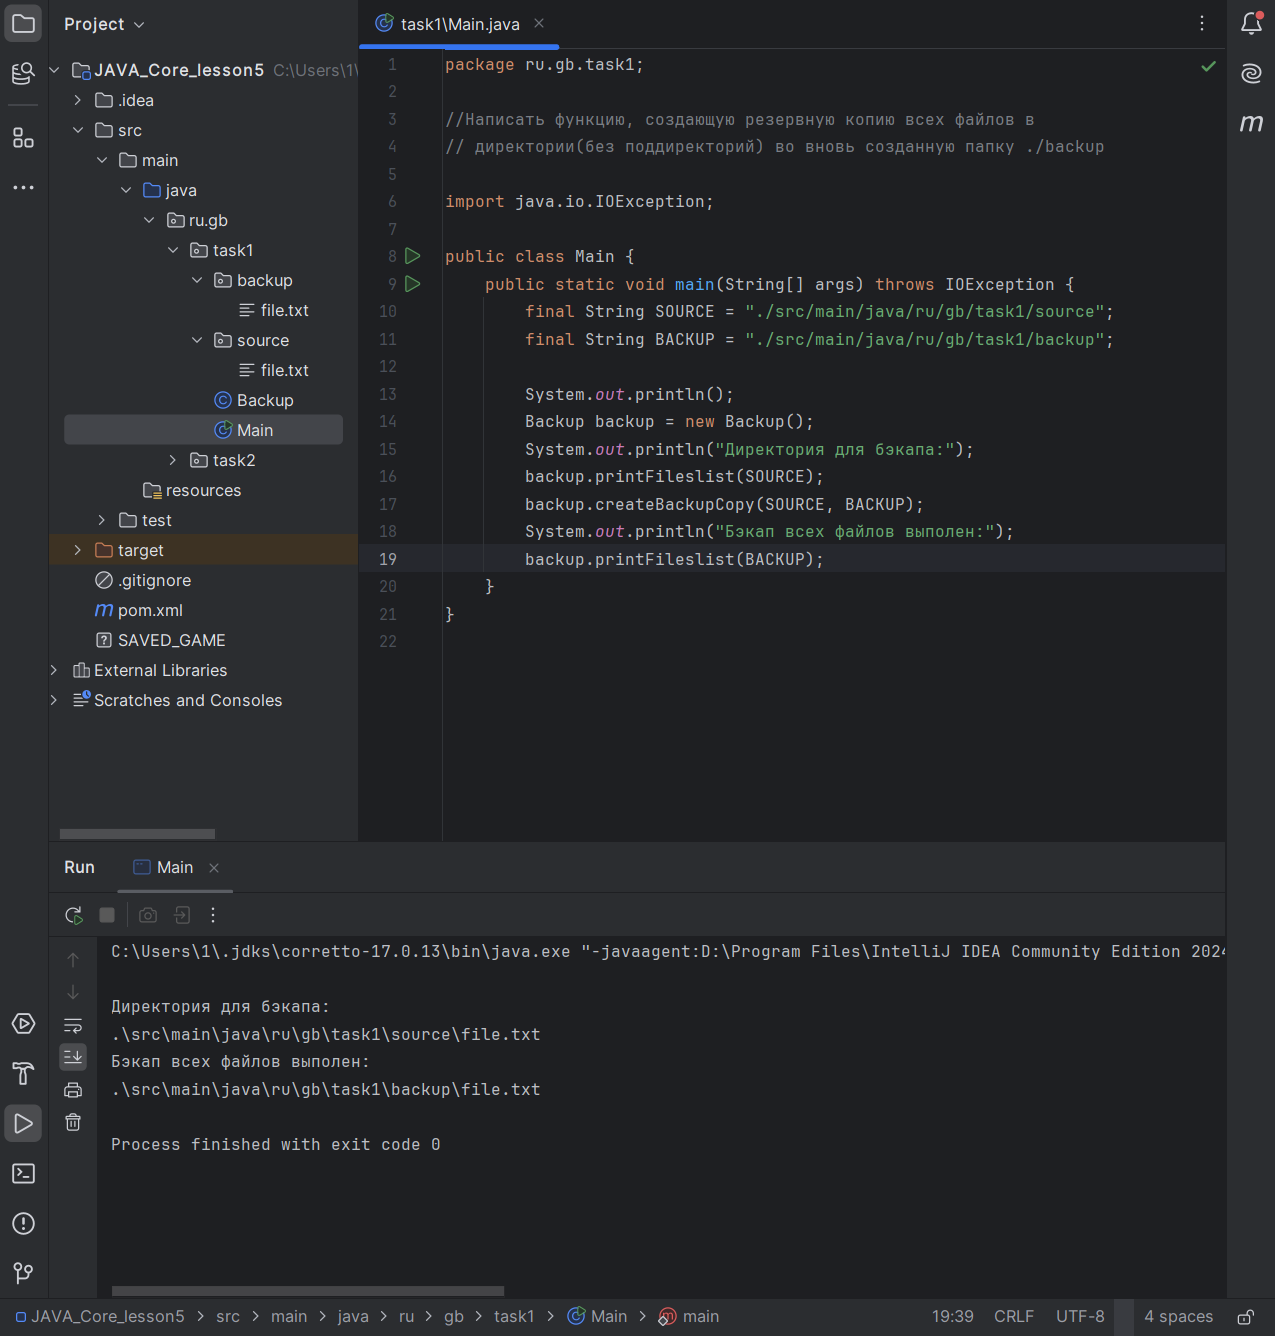 Project
task1\Main.java
JAVA_Core_lesson5 C:\Users\1\
.idea
src
main
java
ru.gb
task1
backup
file.txt
source
file.txt
Backup
Main
task2
resources
test
target
.gitignore
pom.xml
SAVED_GAME
External Libraries
Scratches and Consoles
1 package ru.gb.task1;
2
3 //Написать функцию, создающую резервную копию всех файлов в
4 // директории(без поддиректорий) во вновь созданную папку ./backup
5
6 import java.io.IOException;
7
8 public class Main {
9 public static void main(String[] args) throws IOException {
10 final String SOURCE = "./src/main/java/ru/gb/task1/source";
11 final String BACKUP = "./src/main/java/ru/gb/task1/backup";
12
13 System.out.println();
14 Backup backup = new Backup();
15 System.out.println("Директория для бэкапа:");
16 backup.printFileslist(SOURCE);
17 backup.createBackupCopy(SOURCE, BACKUP);
18 System.out.println("Бэкап всех файлов выполен:");
19 backup.printFileslist(BACKUP);
20 }
21 }
22
Run Main
C:\Users\1\.jdks\corretto-17.0.13\bin\java.exe "-javaagent:D:\Program Files\IntelliJ IDEA Community Edition 2024
Директория для бэкапа:
.\src\main\java\ru\gb\task1\source\file.txt
Бэкап всех файлов выполен:
.\src\main\java\ru\gb\task1\backup\file.txt
Process finished with exit code 0
JAVA_Core_lesson5 > src > main > java > ru > gb > task1 > Main > main 19:39 CRLF UTF-8 4 spaces